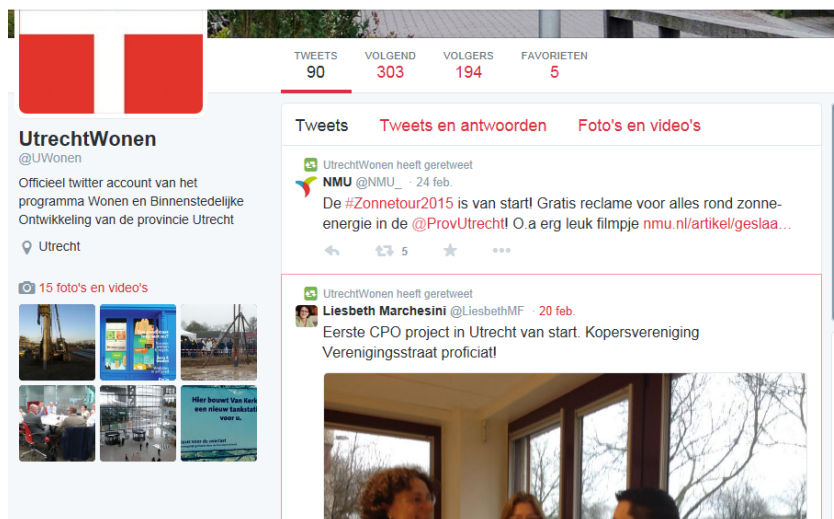 TWEETS VOLGEND VOLGERS FAVORIETEN
90 303 194 5
UtrechtWonen
@UWonen
Officieel twitter account van het
programma Wonen en Binnenstedelijke
Ontwikkeling van de provincie Utrecht
Utrecht
15 foto's en video's
Hier bouwt Van Kerk
een nieuw tankstati
voor u.
Tweets Tweets en antwoorden Foto's en video's
UtrechtWonen heeft geretweet
NMU @NMU_ · 24 feb.
De #Zonnetour2015 is van start! Gratis reclame voor alles rond zonne-
energie in de @ProvUtrecht! O.a erg leuk filmpje nmu.nl/artikel/geslaa…
5
UtrechtWonen heeft geretweet
Liesbeth Marchesini @LiesbethMF · 20 feb.
Eerste CPO project in Utrecht van start. Kopersvereniging
Verenigingsstraat proficiat!